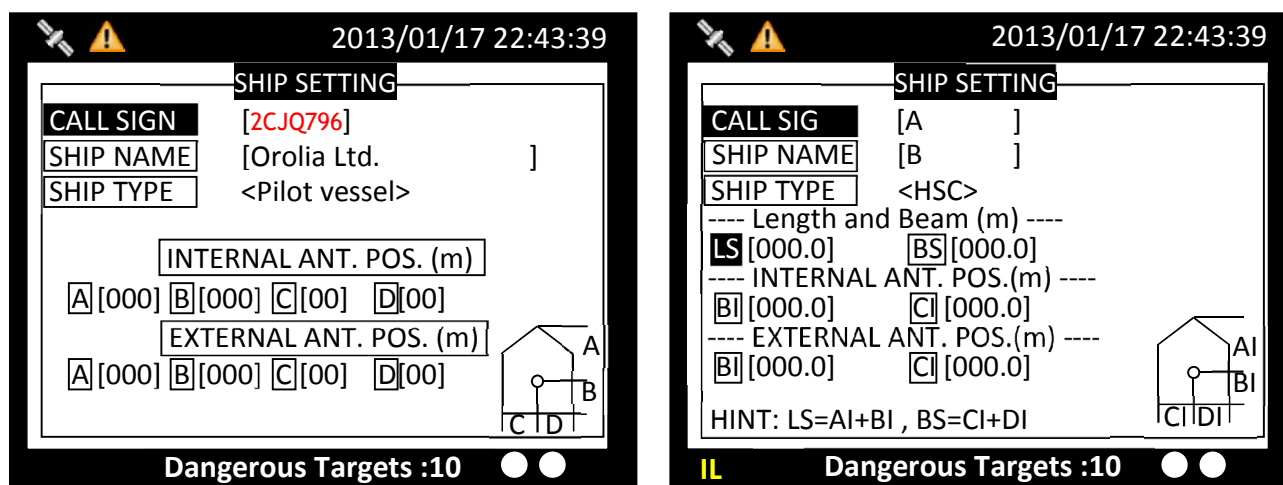 2013/01/17 22:43:39
SHIP SETTING
CALL SIGN [2CJQ796]
SHIP NAME [Orolia Ltd. ]
SHIP TYPE <Pilot vessel>
INTERNAL ANT. POS. (m)
A [000] B [000] C [00] D [00]
EXTERNAL ANT. POS. (m)
A [000] B [000] C [00] D [00]
A
B
C D
Dangerous Targets :10
2013/01/17 22:43:39
SHIP SETTING
CALL SIG [A ]
SHIP NAME [B ]
SHIP TYPE <HSC>
---- Length and Beam (m) ----
LS [000.0] BS [000.0]
---- INTERNAL ANT. POS.(m) ----
BI [000.0] CI [000.0]
---- EXTERNAL ANT. POS.(m) ----
BI [000.0] CI [000.0]
AI
BI
CI DI
HINT: LS=AI+BI , BS=CI+DI
IL Dangerous Targets :10